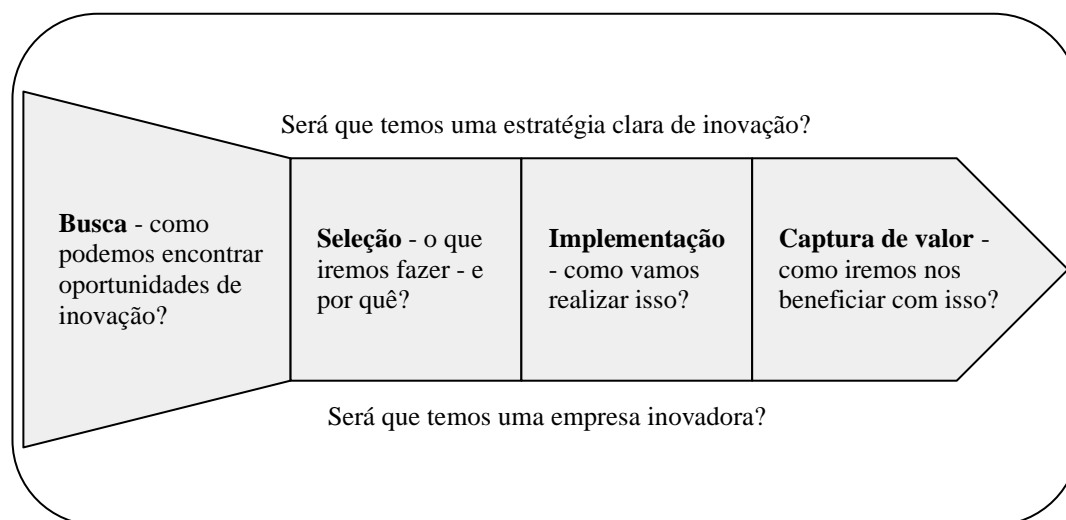 Será que temos uma estratégia clara de inovação?
Busca - como
podemos encontrar
oportunidades de
inovação?
Seleção - o que
iremos fazer - e
por quê?
Implementação
- como vamos
realizar isso?
Captura de valor -
como iremos nos
beneficiar com isso?
Será que temos uma empresa inovadora?